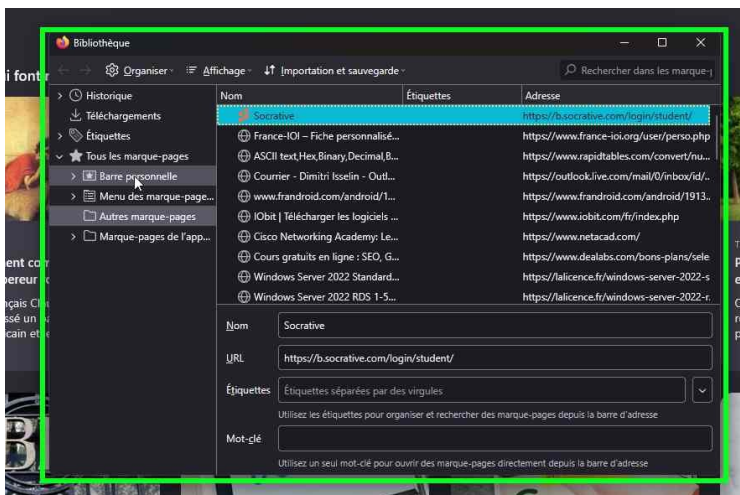 Bibliothèque
Organiser Affichage Importation et sauvegarde Rechercher dans les marque-p
Historique
Téléchargements
Étiquettes
Tous les marque-pages
Barre personnelle
Menu des marque-page...
Autres marque-pages
Marque-pages de l'app...
Nom Étiquettes Adresse
Socrative https://b.socrative.com/login/student/
France-IOI – Fiche personnalisé... https://www.france-ioi.org/user/perso.php
ASCII text,Hex,Binary,Decimal,B... https://www.rapidtables.com/convert/nu...
Courrier - Dimitri Isselin - Outl... https://outlook.live.com/mail/0/inbox/id/..
www.frandroid.com/android/1... https://www.frandroid.com/android/1913..
IObit | Télécharger les logiciels ... https://www.iobit.com/fr/index.php
Cisco Networking Academy: Le... https://www.netacad.com/
Cours gratuits en ligne : SEO, G... https://www.dealabs.com/bons-plans/sele
Windows Server 2022 Standard... https://lalicence.fr/windows-server-2022-s
Windows Server 2022 RDS 1-5... https://lalicence.fr/windows-server-2022-r.
Nom Socrative
URL https://b.socrative.com/login/student/
Étiquettes Étiquettes séparées par des virgules
Utilisez les étiquettes pour organiser et rechercher des marque-pages depuis la barre d'adresse
Mot-clé
Utilisez un seul mot-clé pour ouvrir des marque-pages directement depuis la barre d'adresse